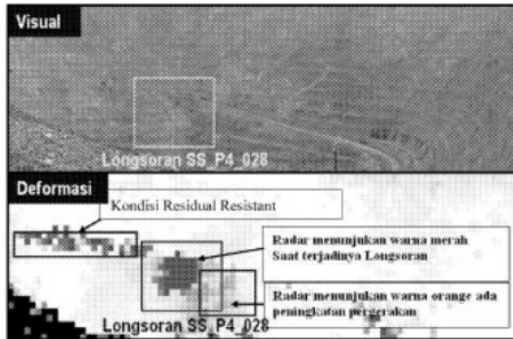 Visual
Longsoran SS_P4_028
Deformasi
Kondisi Residual Resistant
Radar menunjukan warna merah
Saat terjadinya Longsoran
Radar menunjukan warna orange ada
peningkatan pergerakan
Longsoran SS_P4_028